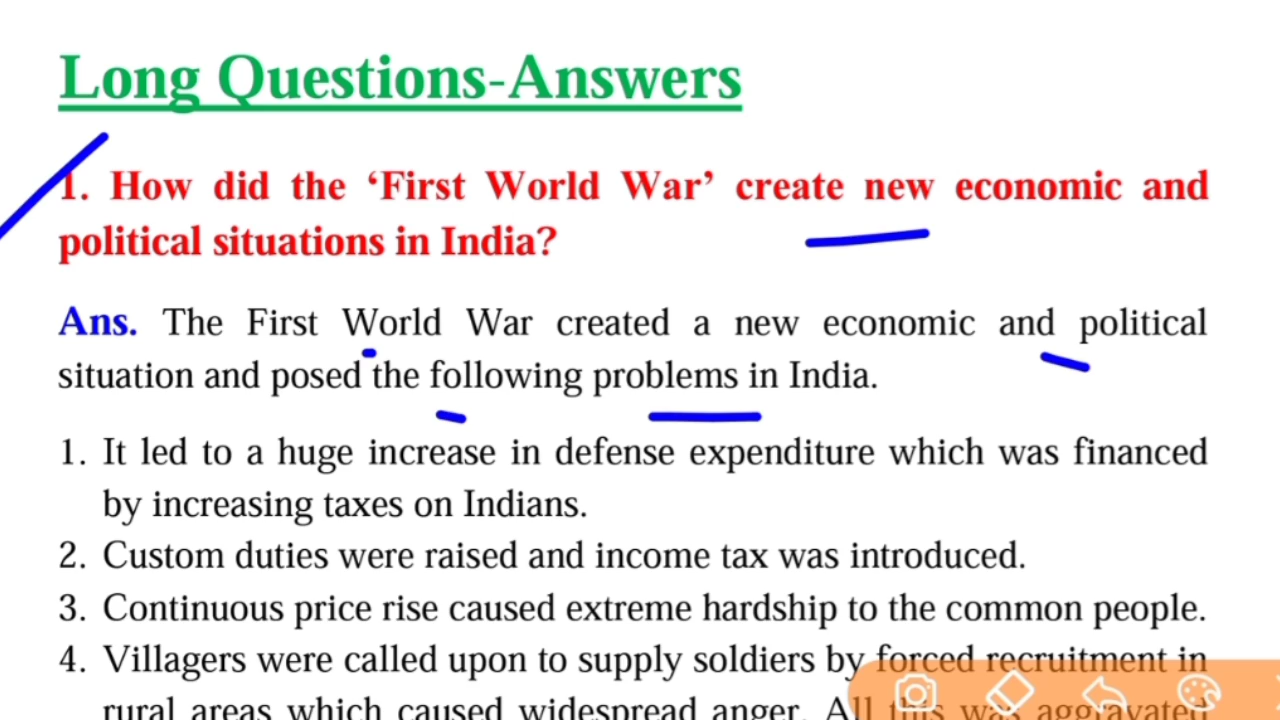 Long Questions-Answers
1. How did the ‘First World War’ create new economic and
political situations in India?
Ans. The First World War created a new economic and political
situation and posed the following problems in India.
1. It led to a huge increase in defense expenditure which was financed
by increasing taxes on Indians.
2. Custom duties were raised and income tax was introduced.
3. Continuous price rise caused extreme hardship to the common people.
4. Villagers were called upon to supply soldiers by forced recruitment in
rural areas which caused widespread anger. All this was aggravated